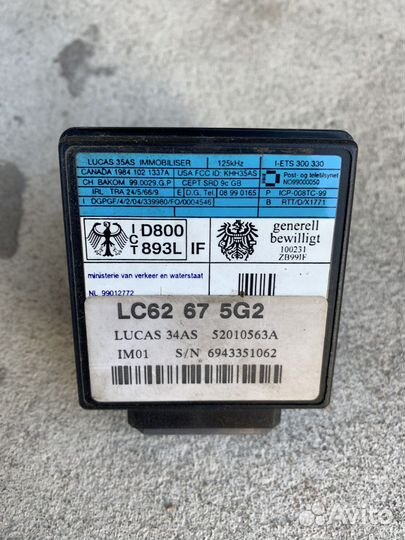 LUCAS 35AS IMMOBILISER 125kHz I-ETS 300 330
CANADA 1984 102 1337A USA FCC ID: KHH35AS Post- og teletilsynet
NO99000050
CH BAKOM 99.0029.G.P CEPT SRD 9c GB
IRL TRA 24/5/66/9 E D.G. Tel. 08 99 0165 P ICP-008TC-99
I DGPGF/4/2/04/339980/FO/0004546 B RTT/D/X1771
ICT D800 893L IF
generell
bewilligt
100231
ZB99IF
ministerie van verkeer en waterstaat
NL 99012772
LC62 67 5G2
LUCAS 34AS 52010563A
IM01 S/N 6943351062
Avito